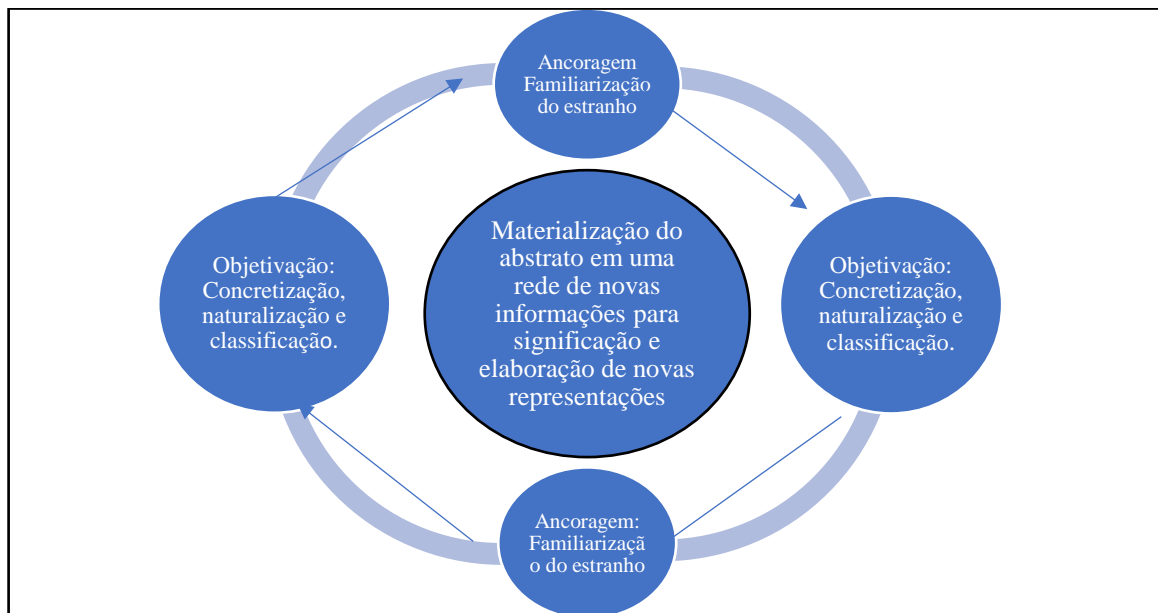 Ancoragem
Familiarização
do estranho
Objetivação:
Concretização,
naturalização e
classificação.
Materialização do
abstrato em uma
rede de novas
informações para
significação e
elaboração de novas
representações
Objetivação:
Concretização,
naturalização e
classificação.
Ancoragem:
Familiarizaçã
o do estranho